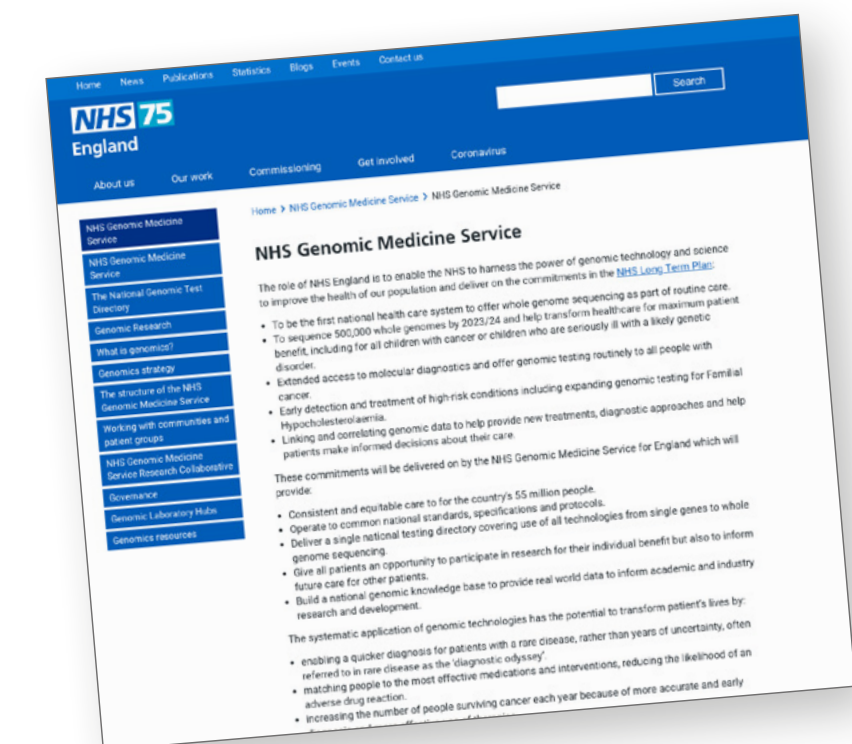 Home News Publications Statistics Blogs Events Contact us
NHS 75
England
Search
About us Our work Commissioning Get involved Coronavirus
Home > NHS Genomic Medicine Service > NHS Genomic Medicine Service
NHS Genomic Medicine
Service
NHS Genomic Medicine
Service
The National Genomic Test
Directory
Genomic Research
What is genomics?
Genomics strategy
The structure of the NHS
Genomic Medicine Service
Working with communities and
patient groups
NHS Genomic Medicine
Service Research Collaborative
Governance
Genomic Laboratory Hubs
Genomics resources
NHS Genomic Medicine Service
The role of NHS England is to enable the NHS to harness the power of genomic technology and science
to improve the health of our population and deliver on the commitments in the NHS Long Term Plan:
• To be the first national health care system to offer whole genome sequencing as part of routine care.
• To sequence 500,000 whole genomes by 2023/24 and help transform healthcare for maximum patient
benefit, including for all children with cancer or children who are seriously ill with a likely genetic
disorder.
• Extended access to molecular diagnostics and offer genomic testing routinely to all people with
cancer.
• Early detection and treatment of high-risk conditions including expanding genomic testing for Familial
Hypocholesterolaemia.
• Linking and correlating genomic data to help provide new treatments, diagnostic approaches and help
patients make informed decisions about their care.
These commitments will be delivered on by the NHS Genomic Medicine Service for England which will
provide:
• Consistent and equitable care to for the country's 55 million people.
• Operate to common national standards, specifications and protocols.
• Deliver a single national testing directory covering use of all technologies from single genes to whole
genome sequencing.
• Give all patients an opportunity to participate in research for their individual benefit but also to inform
future care for other patients.
• Build a national genomic knowledge base to provide real world data to inform academic and industry
research and development.
The systematic application of genomic technologies has the potential to transform patient's lives by:
• enabling a quicker diagnosis for patients with a rare disease, rather than years of uncertainty, often
referred to in rare disease as the 'diagnostic odyssey'.
• matching people to the most effective medications and interventions, reducing the likelihood of an
adverse drug reaction.
• increasing the number of people surviving cancer each year because of more accurate and early